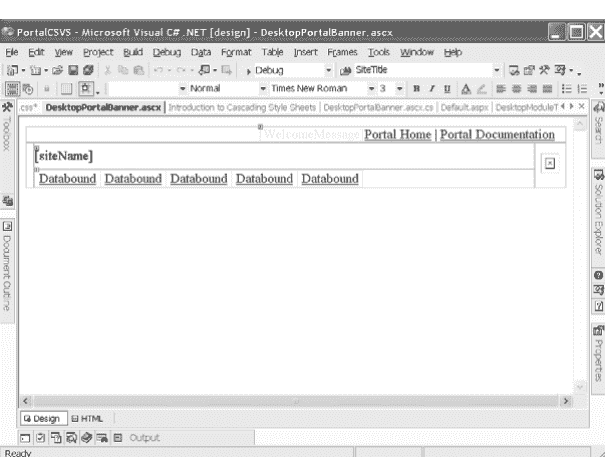 PortalCSVS - Microsoft Visual C# .NET [design] - DesktopPortalBanner.ascx
File Edit View Project Build Debug Data Format Table Insert Frames Tools Window Help
Debug SiteTitle
Normal Times New Roman 3 B I U A
.css* DesktopPortalBanner.ascx Introduction to Cascading Style Sheets DesktopPortalBanner.ascx.cs Default.aspx DesktopModuleT
Toolbox
Document Outline
[WelcomeMessage] Portal Home | Portal Documentation
[siteName]
Databound Databound Databound Databound Databound
Search
Solution Explorer
Properties
Design HTML
Output
Ready